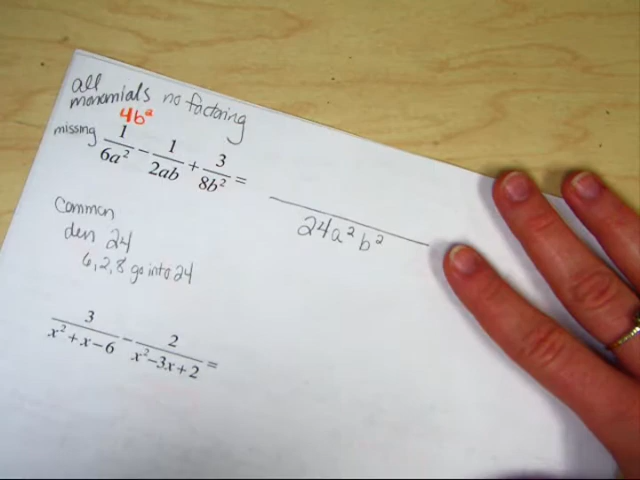 all
monomials no factoring
4b²
missing 1/6a² − 1/2ab + 3/8b² =
24a²b²
Common
den 24
6,2,8 go into 24
3/x²+x−6 − 2/x²−3x+2 =